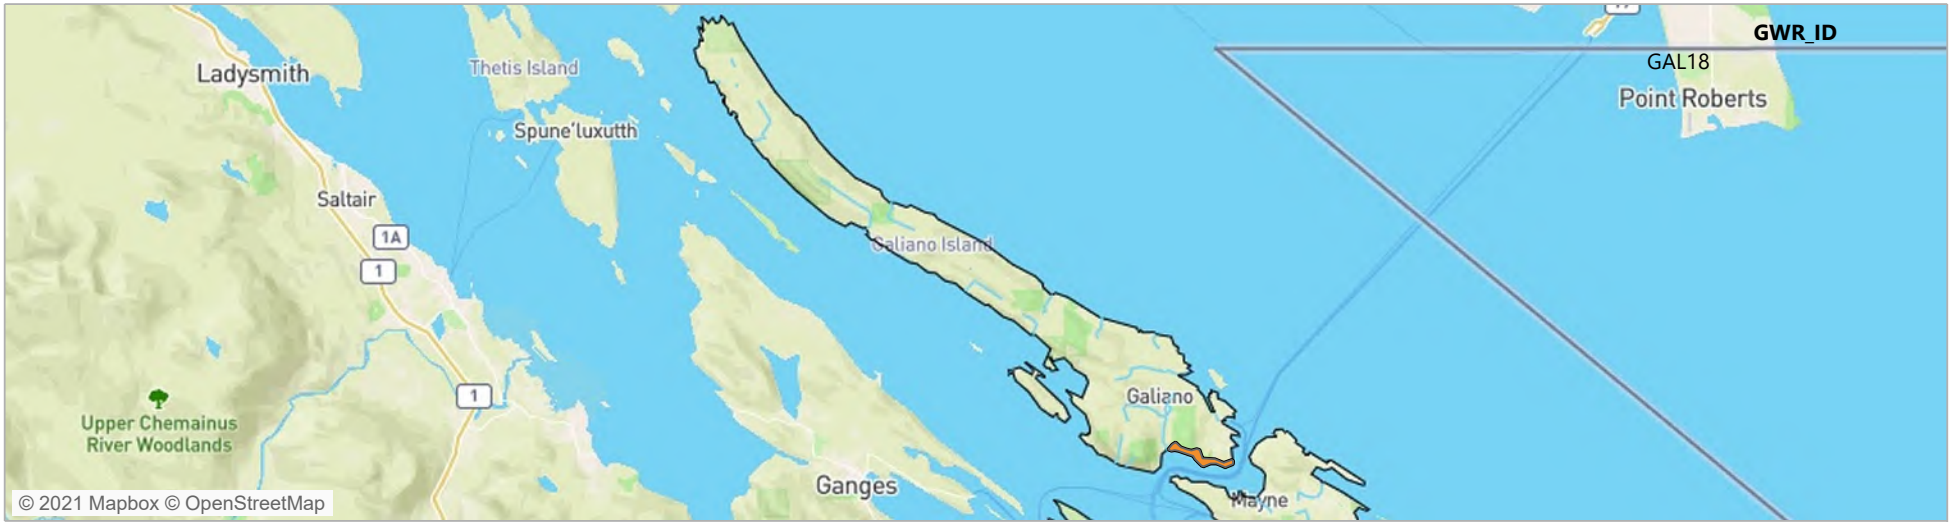 GWR_ID
GAL18
Point Roberts
Ladysmith
Thetis Island
Spune'luxutth
Saltair
1A
1
Galiano Island
1
Galiano
Upper Chemainus
River Woodlands
Ganges
Mayne
© 2021 Mapbox © OpenStreetMap